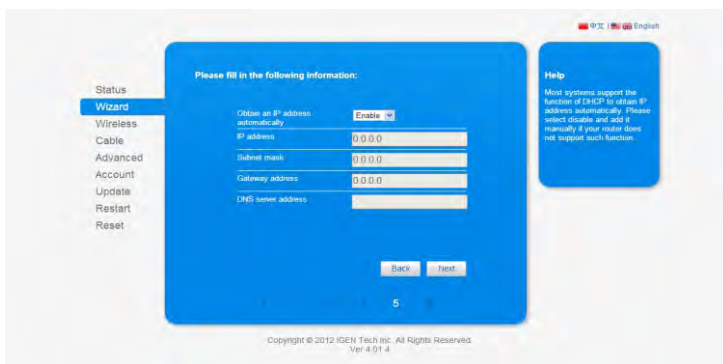 中文 | English
Please fill in the following information:
Help
Most systems support the
function of DHCP to obtain IP
address automatically. Please
select disable and add it
manually if your router does
not support such function.
Status
Wizard
Wireless
Cable
Advanced
Account
Update
Restart
Reset
Obtain an IP address
automatically
Enable
IP address
0.0.0.0
Subnet mask
0.0.0.0
Gateway address
0.0.0.0
DNS server address
Back
Next
5
Copyright © 2012 IGEN Tech Inc. All Rights Reserved.
Ver 4.01.4